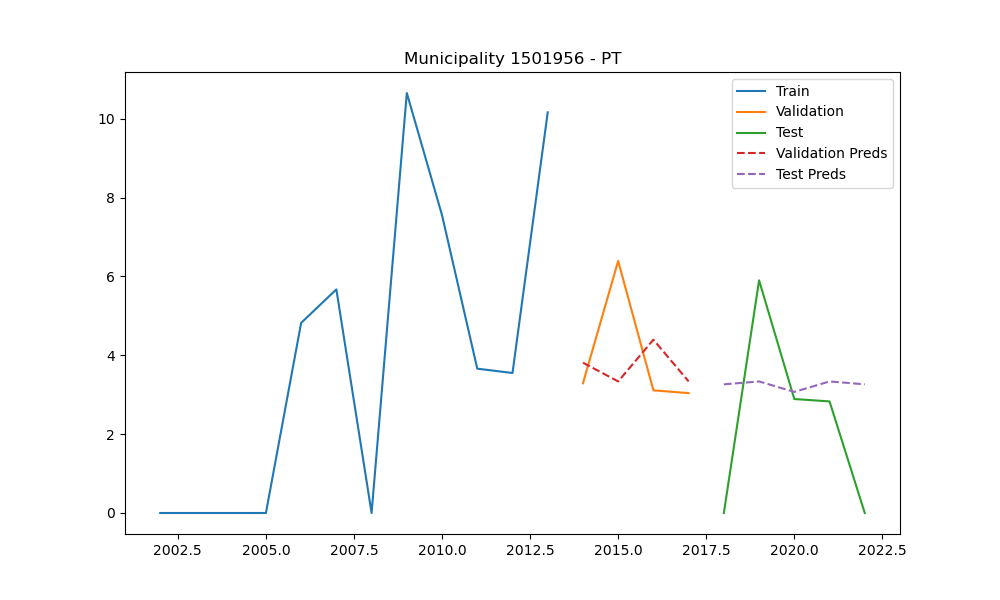 Municipality 1501956 - PT
Train
Validation
Test
Validation Preds
Test Preds
10
8
6
4
2
0
2002.5 2005.0 2007.5 2010.0 2012.5 2015.0 2017.5 2020.0 2022.5